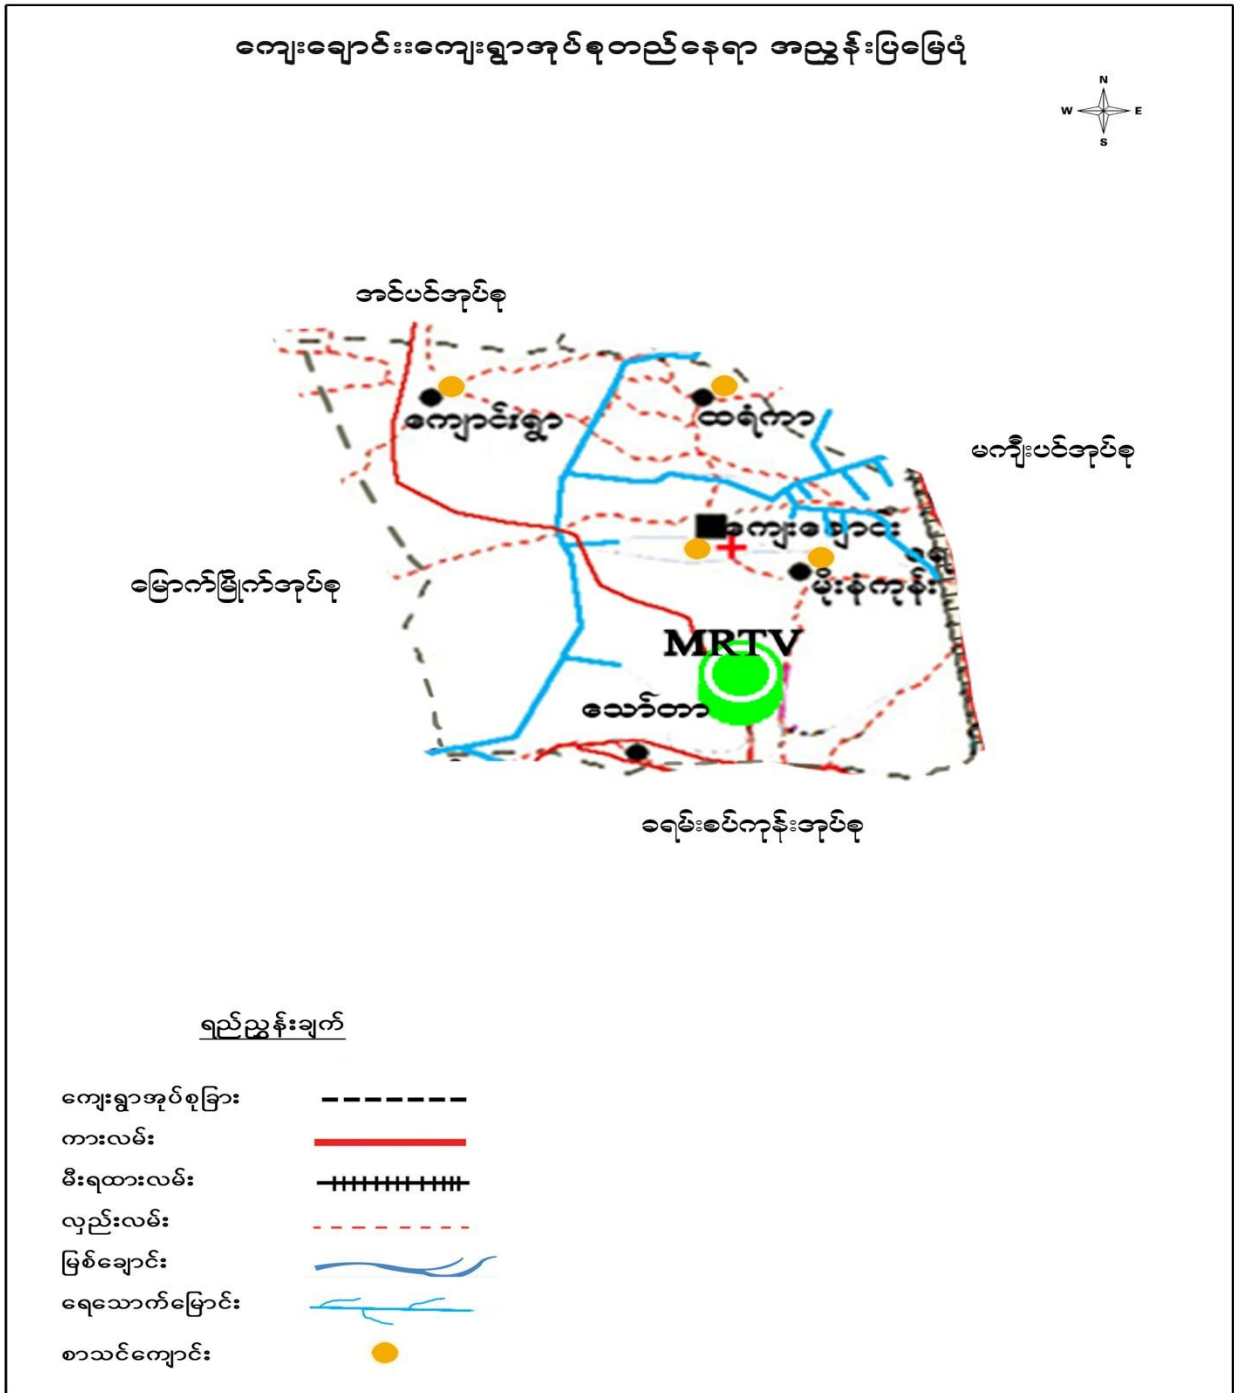 ကျေးချောင်းးကျေးရွာအုပ်စုတည်နေရာ အညွှန်းပြမြေပုံ
N
W E
S
အင်ပင်အုပ်စု
ကျောင်းရွာ
ထရံကာ
မကျီးပင်အုပ်စု
ကျေးချောင်း
မြောက်မြိုက်အုပ်စု
မိုးနံကုန်း
MRTV
သော်တာ
ခရမ်းစပ်ကုန်းအုပ်စု
ရည်ညွှန်းချက်
ကျေးရွာအုပ်စုခြား
ကားလမ်း
မီးရထားလမ်း
လှည်းလမ်း
မြစ်ချောင်း
ရေသောက်မြောင်း
စာသင်ကျောင်း